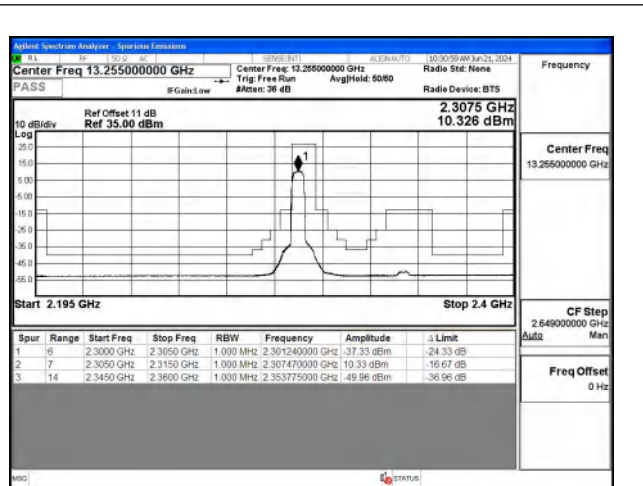 Agilent Spectrum Analyzer - Spurious Emissions
RL RF 50 Ω AC SENSE:INT ALIGNAUTO 10:30:59 AM Jun 21, 2024
Center Freq 13.255000000 GHz
Center Freq: 13.255000000 GHz
Radio Std: None
PASS
IFGain:Low
Trig: Free Run Avg|Hold: 50/50
#Atten: 36 dB
Radio Device: BTS
2.3075 GHz
10.326 dBm
Ref Offset 11 dB
10 dB/div Ref 35.00 dBm
Log
25.0
15.0
5.00
-5.00
-15.0
-25.0
-35.0
-45.0
-55.0
1
Start 2.195 GHz
Stop 2.4 GHz
Spur Range Start Freq Stop Freq RBW Frequency Amplitude Δ Limit
1 6 2.3000 GHz 2.3050 GHz 1.000 MHz 2.301240000 GHz -37.33 dBm -24.33 dB
2 7 2.3050 GHz 2.3150 GHz 1.000 MHz 2.307470000 GHz 10.33 dBm -16.67 dB
3 14 2.3450 GHz 2.3600 GHz 1.000 MHz 2.353775000 GHz -49.96 dBm -36.96 dB
MSG
STATUS
Frequency
Center Freq
13.255000000 GHz
CF Step
2.649000000 GHz
Auto Man
Freq Offset
0 Hz